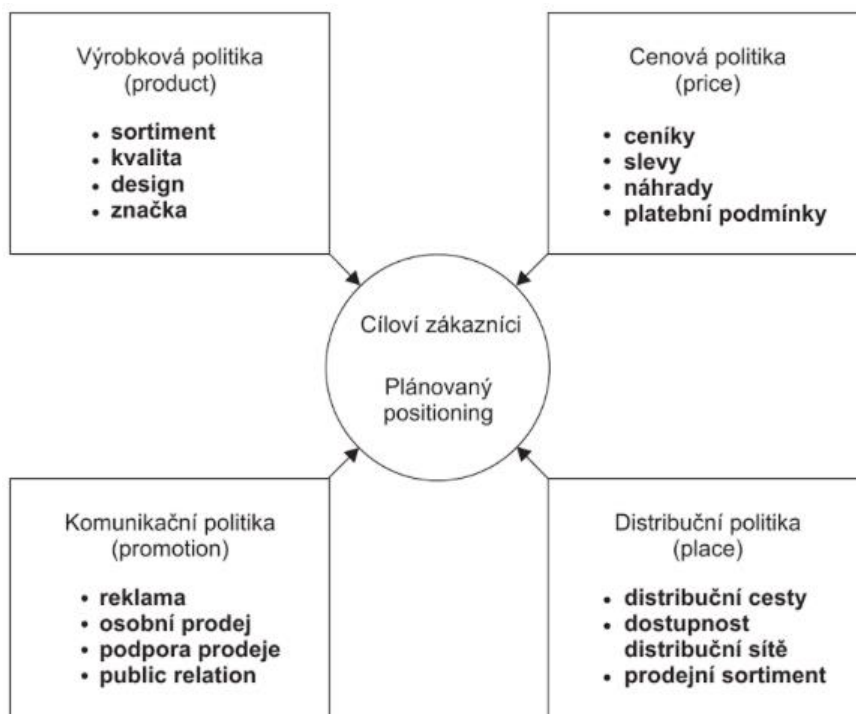 Výrobková politika
(product)
• sortiment
• kvalita
• design
• značka
Cenová politika
(price)
• ceníky
• slevy
• náhrady
• platební podmínky
Cíloví zákazníci
Plánovaný
positioning
Komunikační politika
(promotion)
• reklama
• osobní prodej
• podpora prodeje
• public relation
Distribuční politika
(place)
• distribuční cesty
• dostupnost
distribuční sítě
• prodejní sortiment